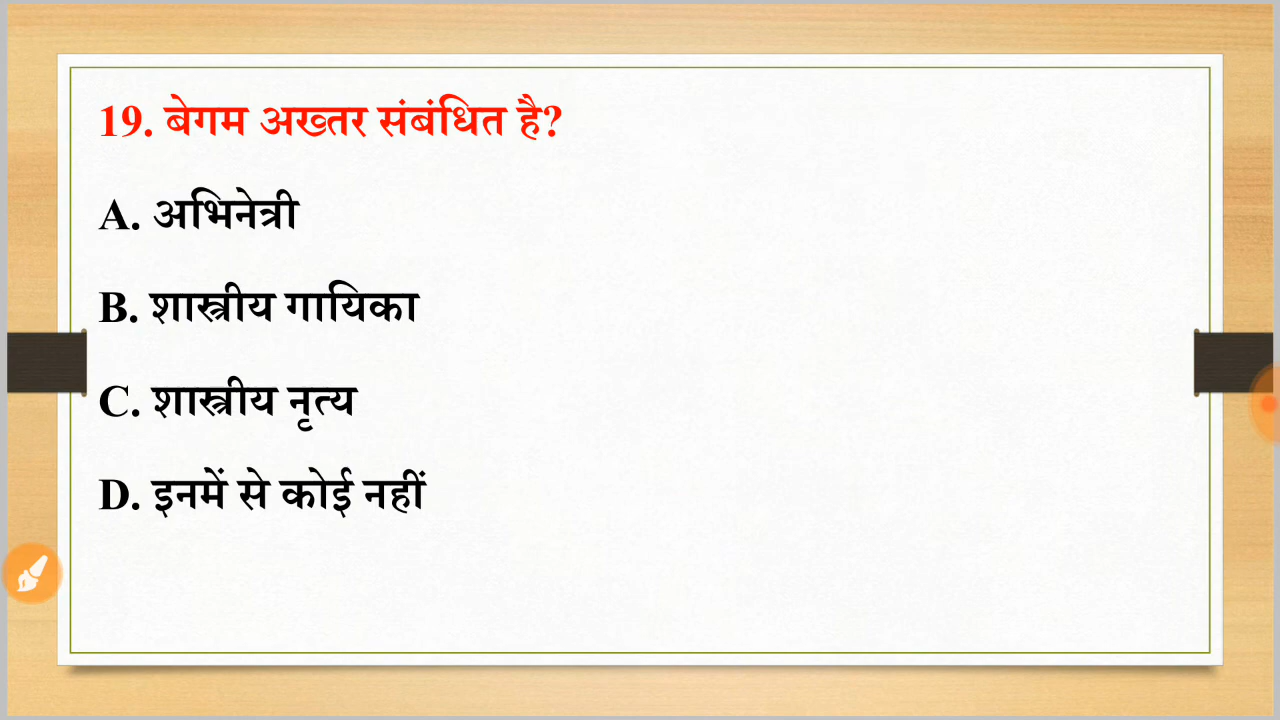 19. बेगम अख्तर संबंधित है?
A. अभिनेत्री
B. शास्त्रीय गायिका
C. शास्त्रीय नृत्य
D. इनमें से कोई नहीं